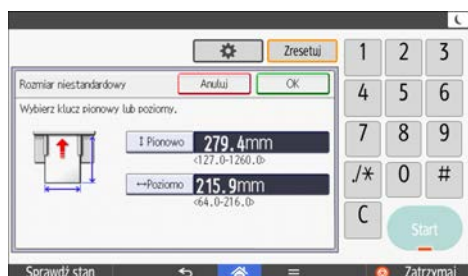 Zresetuj
Rozmiar niestandardowy
Anuluj
OK
Wybierz klucz pionowy lub poziomy.
Pionowo
279.4mm
<127.0-1260.0>
Poziomo
215.9mm
<64.0-216.0>
1 2 3
4 5 6
7 8 9
./* 0 #
C
Start
Sprawdź stan
Zatrzymaj